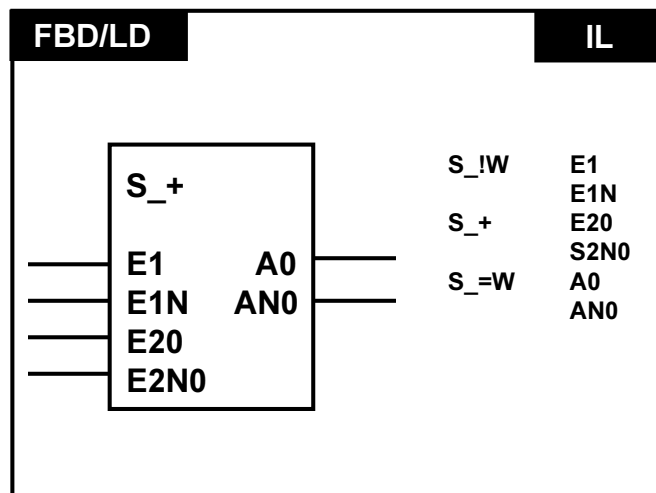 FBD/LD
IL
S_+
E1 A0
E1N AN0
E20
E2N0
S_!W E1
E1N
S_+ E20
S2N0
S_=W A0
AN0